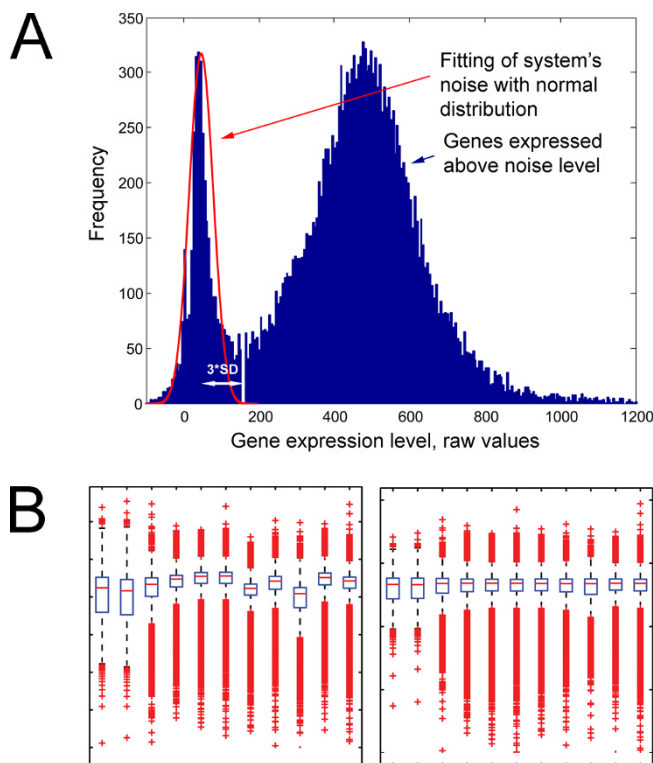 A
350
300
250
200
150
100
50
0
Frequency
Fitting of system's
noise with normal
distribution
Genes expressed
above noise level
3*SD
0
200
400
600
800
1000
1200
Gene expression level, raw values
B